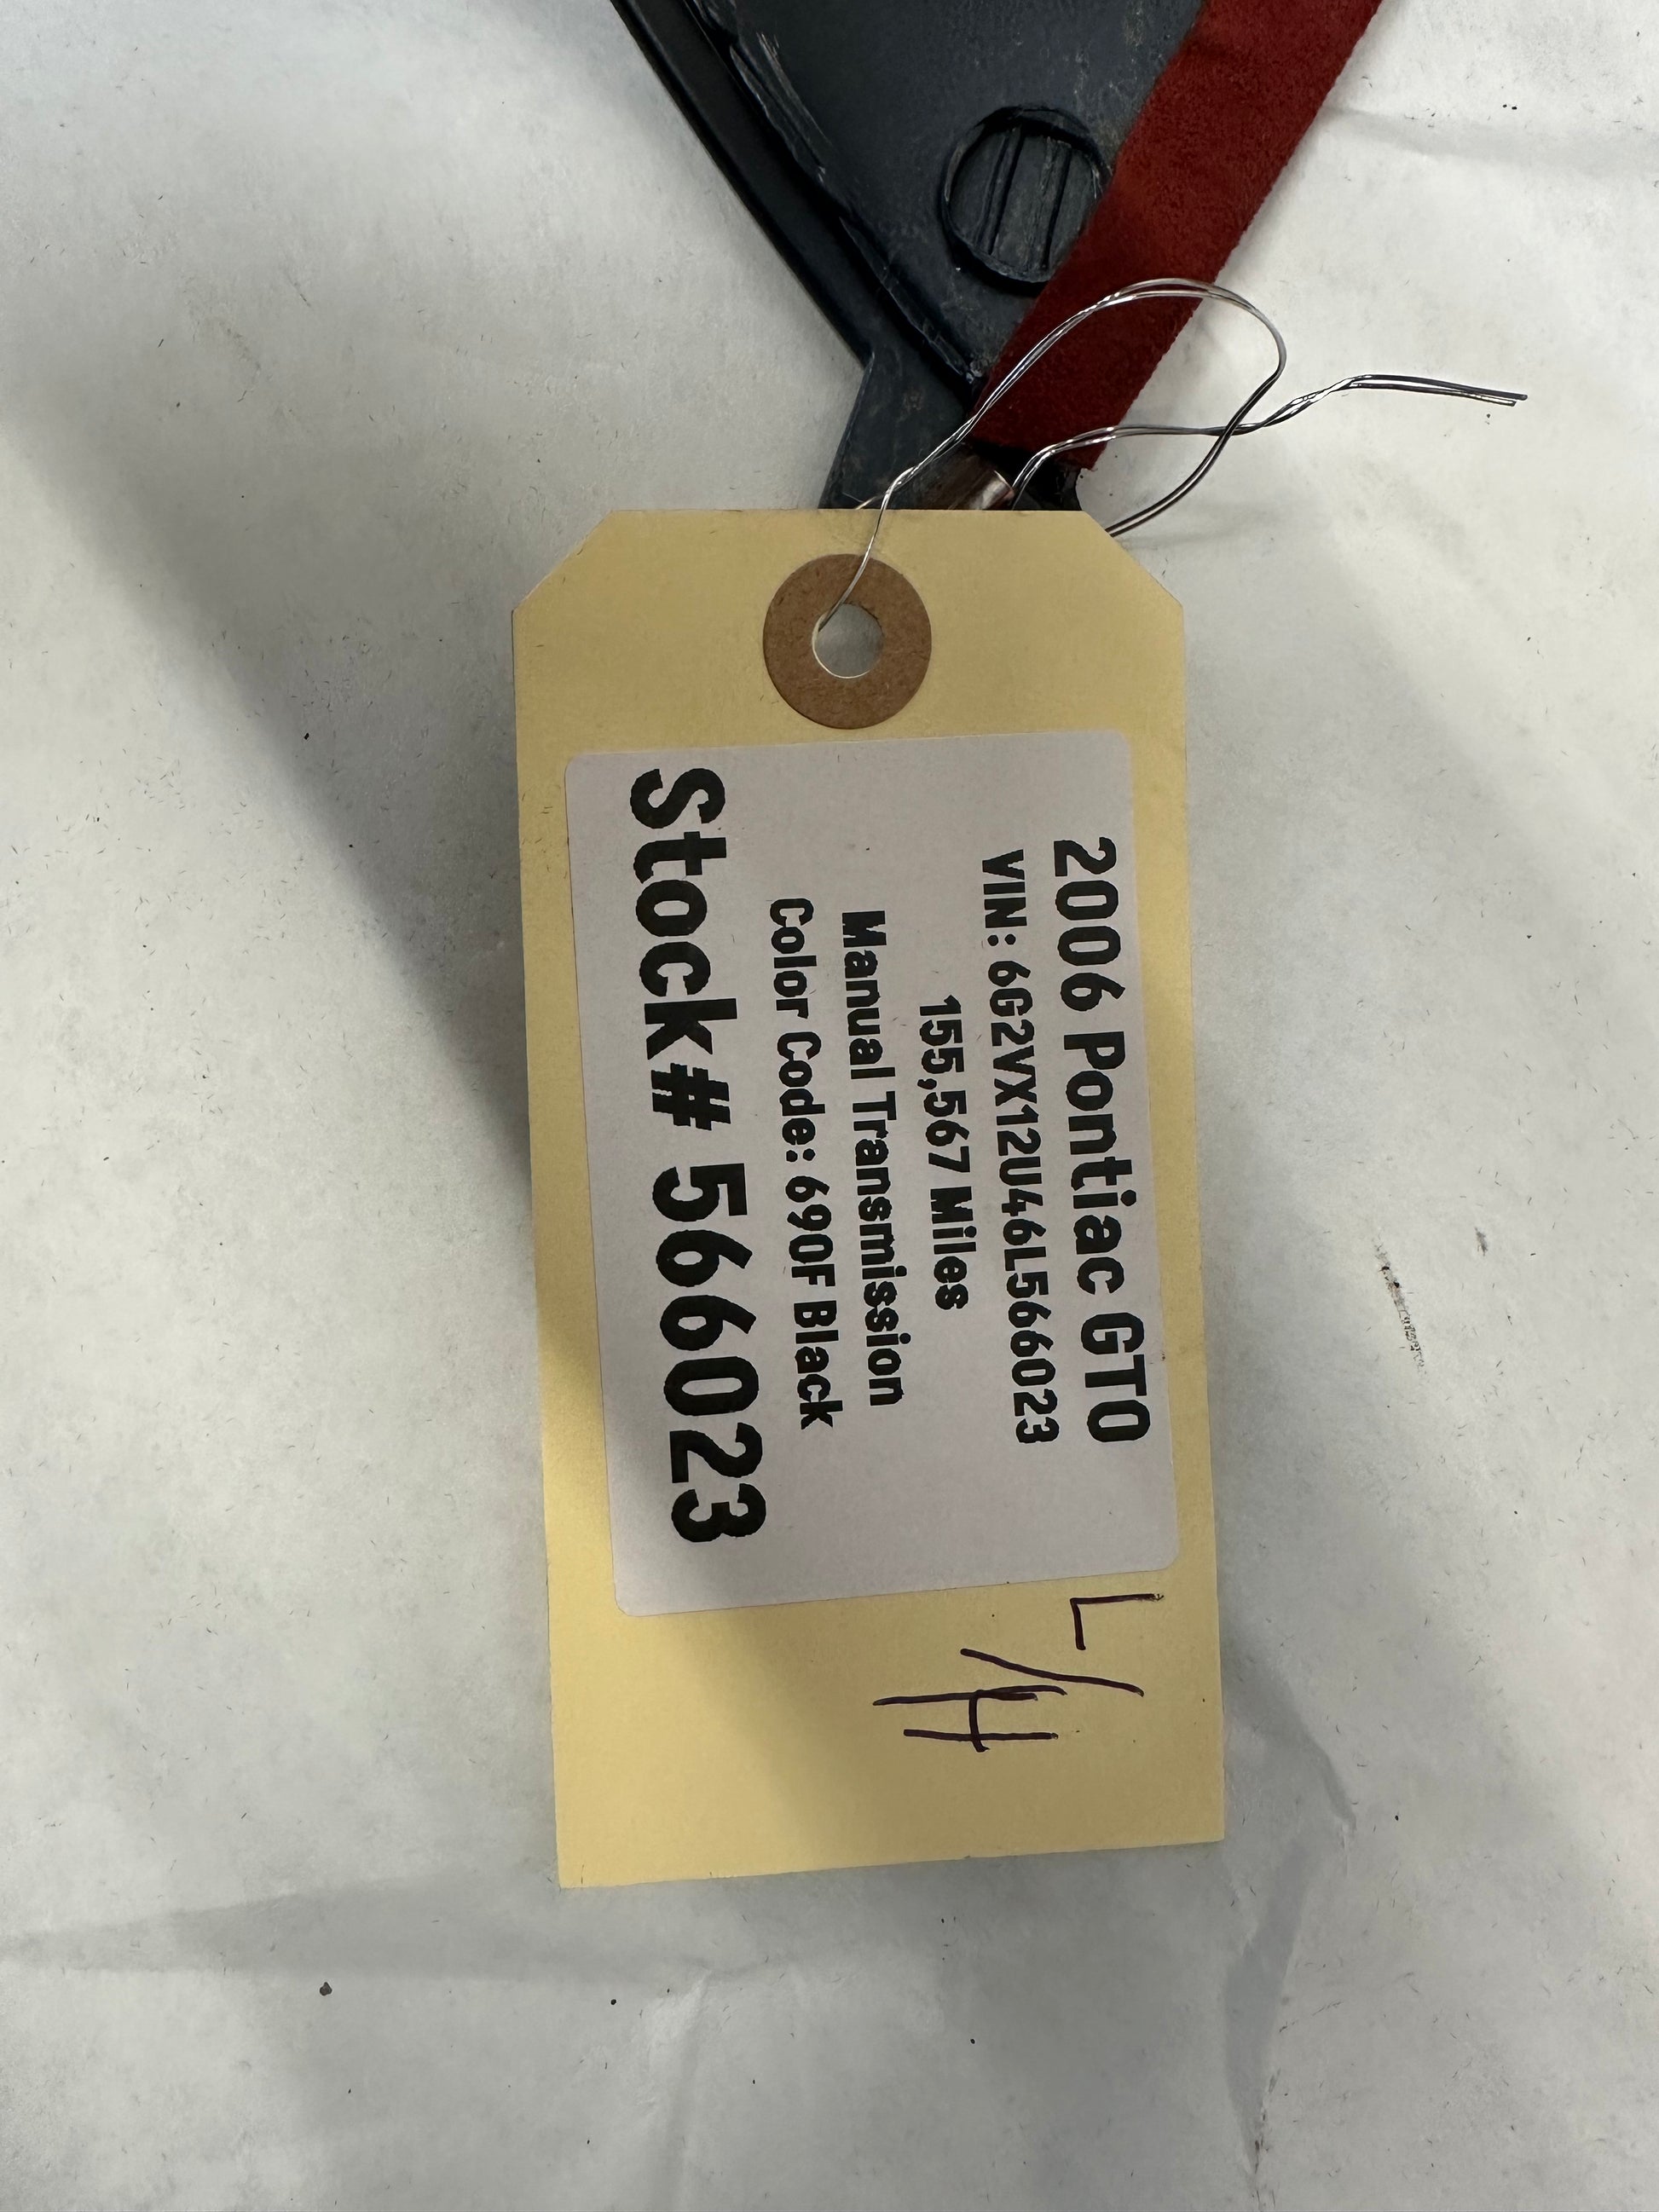 2006 Pontiac GTO
VIN: 6G2VX12U46L566023
155,567 Miles
Manual Transmission
Color Code: 690F Black
Stock# 566023
L/H